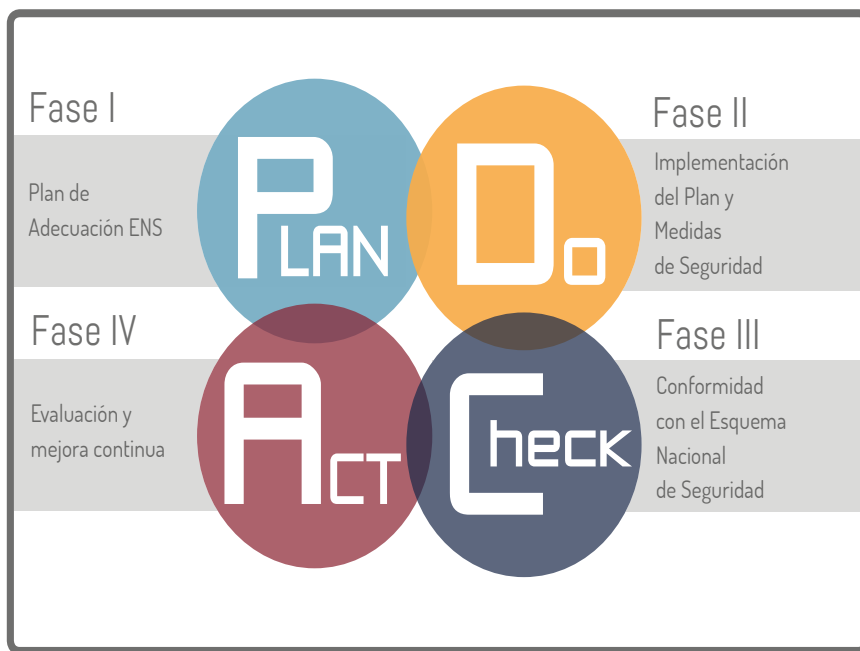 Fase I
Plan de
Adecuación ENS
PLAN
Do
Fase II
Implementación
del Plan y
Medidas
de Seguridad
Fase IV
Evaluación y
mejora continua
ACT
Check
Fase III
Conformidad
con el Esquema
Nacional
de Seguridad